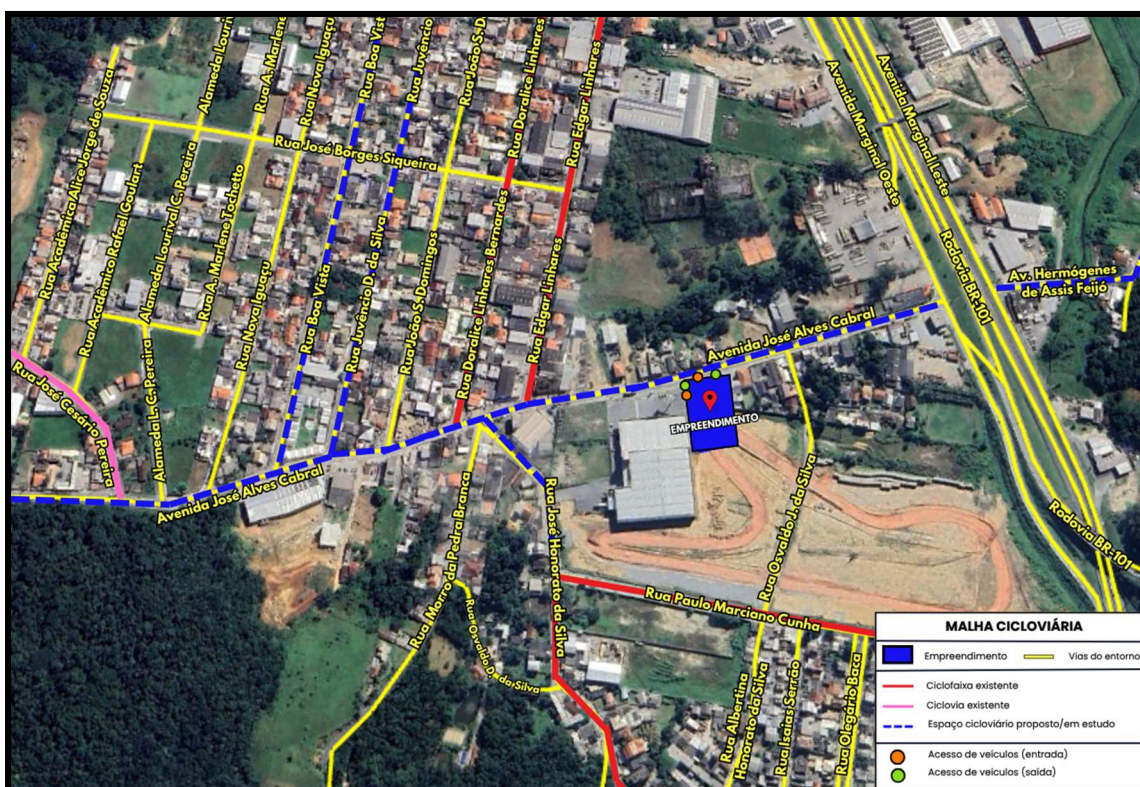 Rua Acadêmica Alice Jorge de Souza
Rua Acadêmico Rafael Goulart
Alameda Louri
Alameda Lourival C. Pereira
Alameda L. C. Pereira
Rua A. Marlene
Rua A. Marlene Tochetto
Rua Nova Iguaçu
Rua Nova Iguaçu
Rua Boa Vist
Rua Boa Vista
Rua Juvêncio
Rua Juvêncio D. da Silva
Rua João S. D
Rua João S. Domingos
Rua Doralice Linhares
Rua Doralice Linhares Bernardes
Rua Edgar Linhares
Rua Edgar Linhares
Rua José Borges Siqueira
Avenida Marginal Oeste
Avenida Marginal Leste
Rodovia BR-101
Av. Hermógenes
de Assis Feijó
Avenida José Alves Cabral
EMPREENDIMENTO
Rua José Cesário Pereira
Avenida José Alves Cabral
Rua Morro da Pedra Branca
Rua José Honorato da Silva
Rua Osvaldo J. da Silva
Rodovia BR-101
Rua Paulo Marciano Cunha
Rua Osvaldo D. da Silva
Rua Albertina
Honorato da Silva
Rua Isaias Serrão
Rua Olegário Baca
MALHA CICLOVIÁRIA
Empreendimento
Vias do entorno
Ciclofaixa existente
Ciclovia existente
Espaço cicloviário proposto/em estudo
Acesso de veículos (entrada)
Acesso de veículos (saída)